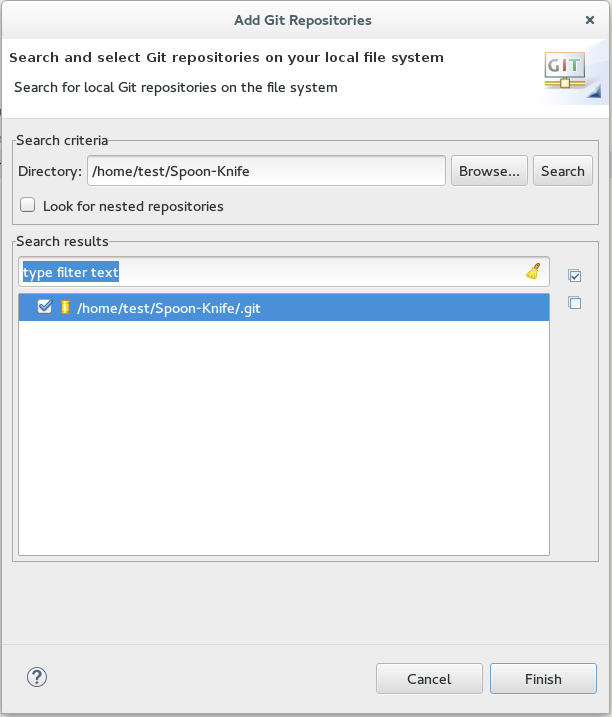 Add Git Repositories
Search and select Git repositories on your local file system
Search for local Git repositories on the file system
GIT
Search criteria
Directory: /home/test/Spoon-Knife Browse... Search
Look for nested repositories
Search results
type filter text
/home/test/Spoon-Knife/.git
? Cancel Finish